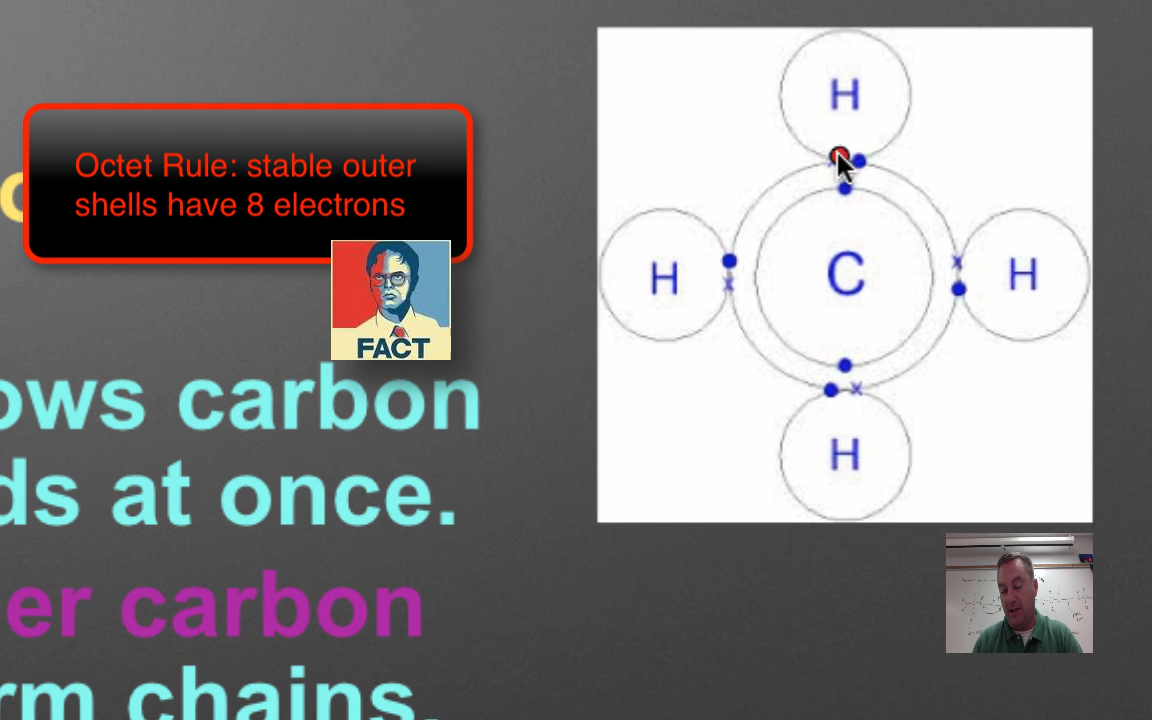 Octet Rule: stable outer
shells have 8 electrons
FACT
ows carbon
ds at once.
er carbon
rm chains.
H
H
C
H
H